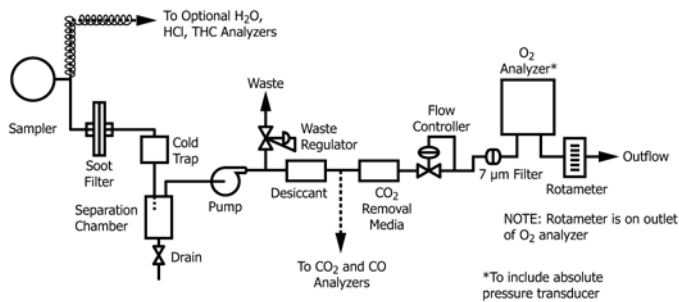 To Optional H₂O,
HCl, THC Analyzers
Sampler
Soot
Filter
Cold
Trap
Separation
Chamber
Drain
Pump
Waste
Waste
Regulator
Desiccant
To CO₂ and CO
Analyzers
CO₂
Removal
Media
Flow
Controller
7 µm Filter
O₂
Analyzer*
Rotameter
Outflow
NOTE: Rotameter is on outlet
of O₂ analyzer
*To include absolute
pressure transducer